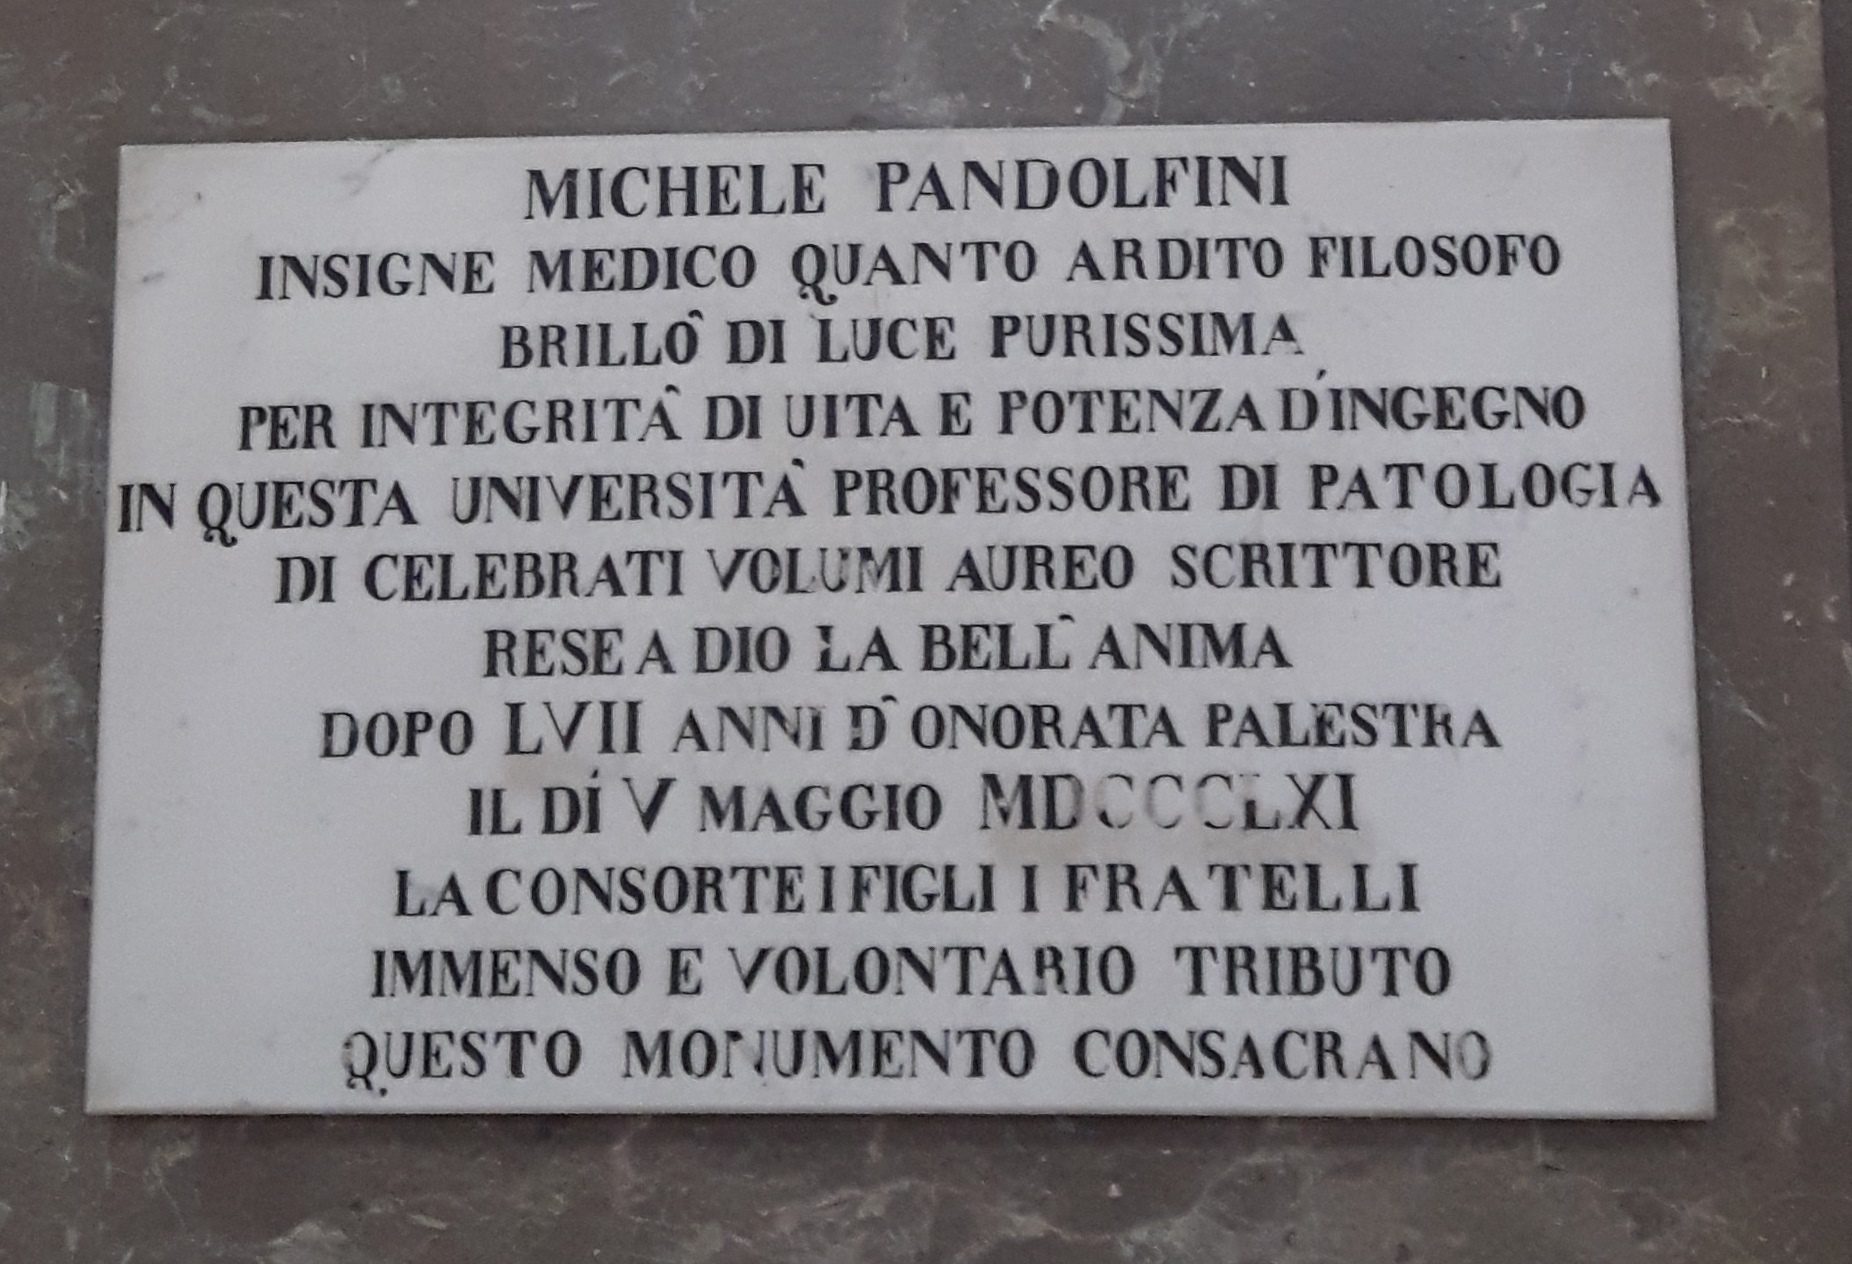 MICHELE PANDOLFINI
INSIGNE MEDICO QUANTO ARDITO FILOSOFO
BRILLÒ DI LUCE PURISSIMA
PER INTEGRITÀ DI UITA E POTENZA D'INGEGNO
IN QUESTA UNIVERSITÀ PROFESSORE DI PATOLOGIA
DI CELEBRATI VOLUMI AUREO SCRITTORE
RESE A DIO LA BELL'ANIMA
DOPO LVII ANNI D'ONORATA PALESTRA
IL DÍ V MAGGIO MDCCCLXI
LA CONSORTE I FIGLI I FRATELLI
IMMENSO E VOLONTARIO TRIBUTO
QUESTO MONUMENTO CONSACRANO